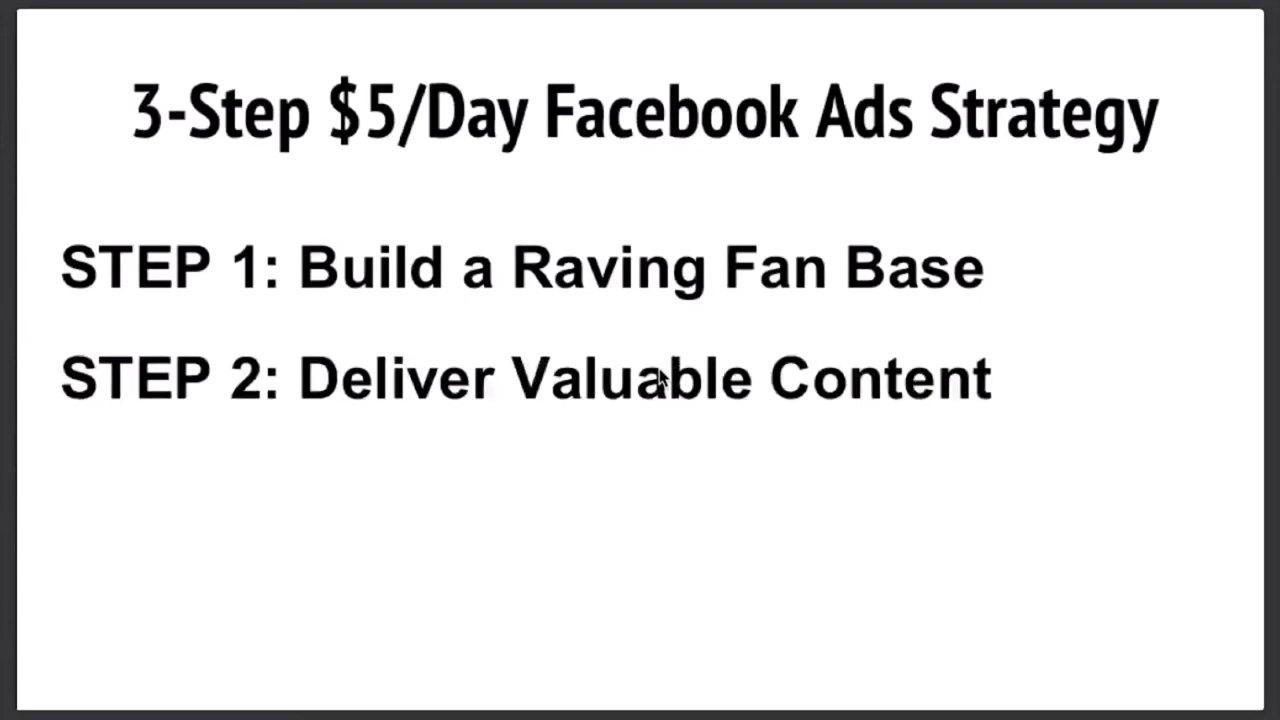 3-Step $5/Day Facebook Ads Strategy
STEP 1: Build a Raving Fan Base
STEP 2: Deliver Valuable Content